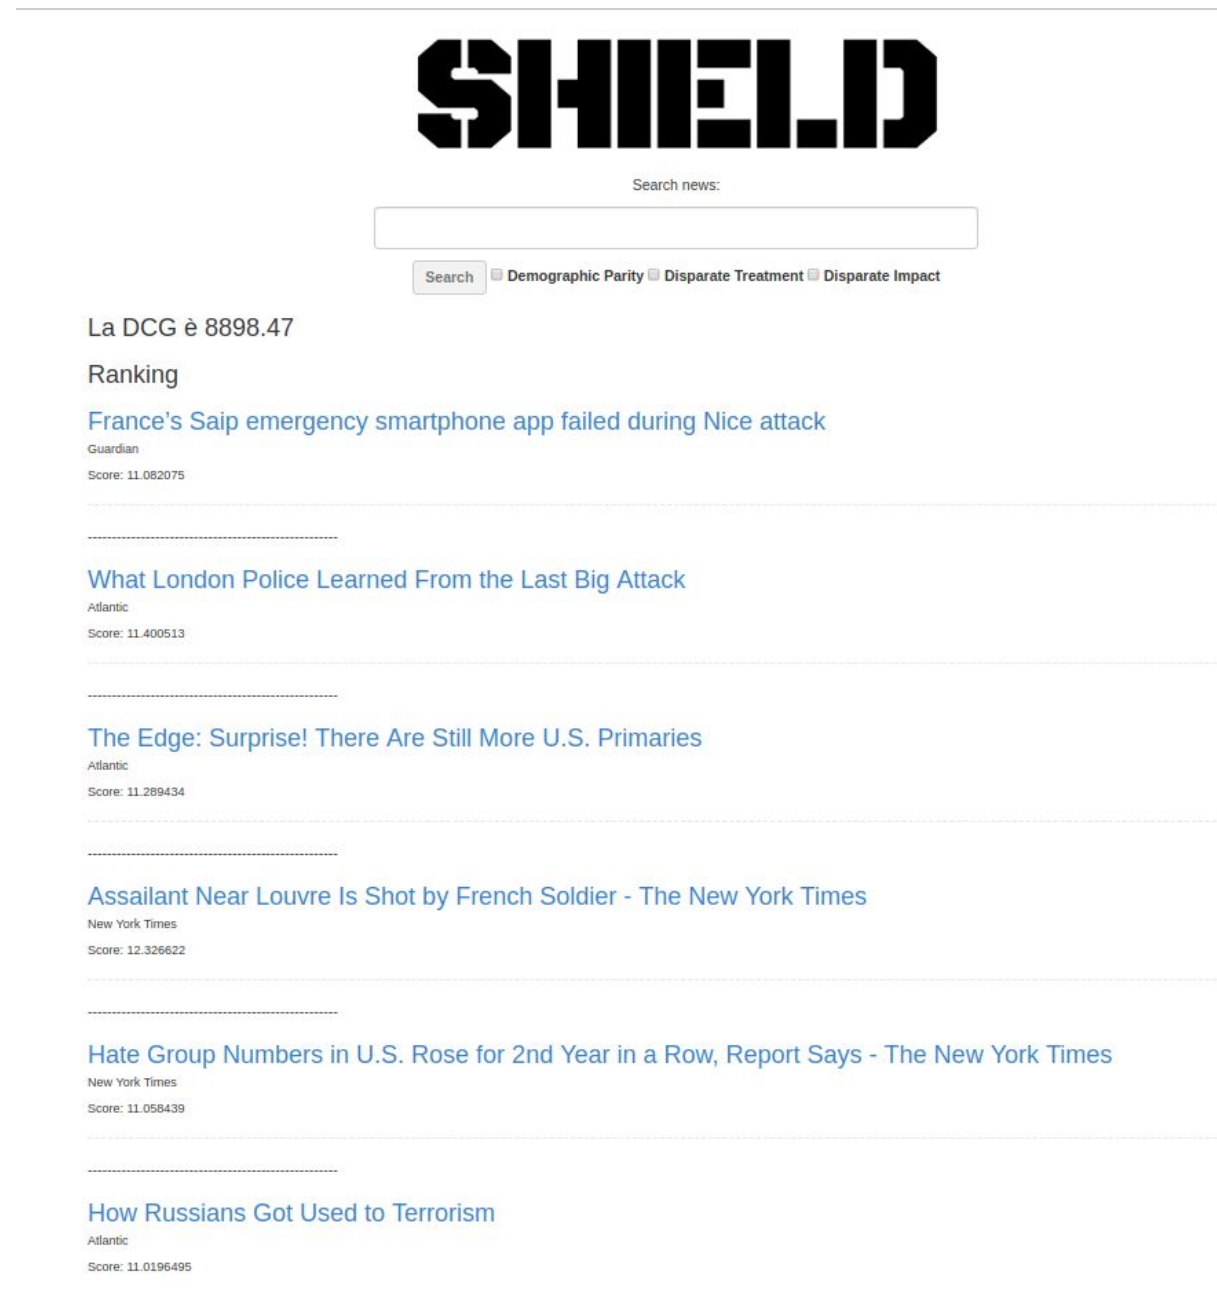 SHIELD
Search news:
Search Demographic Parity Disparate Treatment Disparate Impact
La DCG è 8898.47
Ranking
France’s Saip emergency smartphone app failed during Nice attack
Guardian
Score: 11.082075
----------------------------------------------------
What London Police Learned From the Last Big Attack
Atlantic
Score: 11.400513
----------------------------------------------------
The Edge: Surprise! There Are Still More U.S. Primaries
Atlantic
Score: 11.289434
----------------------------------------------------
Assailant Near Louvre Is Shot by French Soldier - The New York Times
New York Times
Score: 12.326622
----------------------------------------------------
Hate Group Numbers in U.S. Rose for 2nd Year in a Row, Report Says - The New York Times
New York Times
Score: 11.058439
----------------------------------------------------
How Russians Got Used to Terrorism
Atlantic
Score: 11.0196495